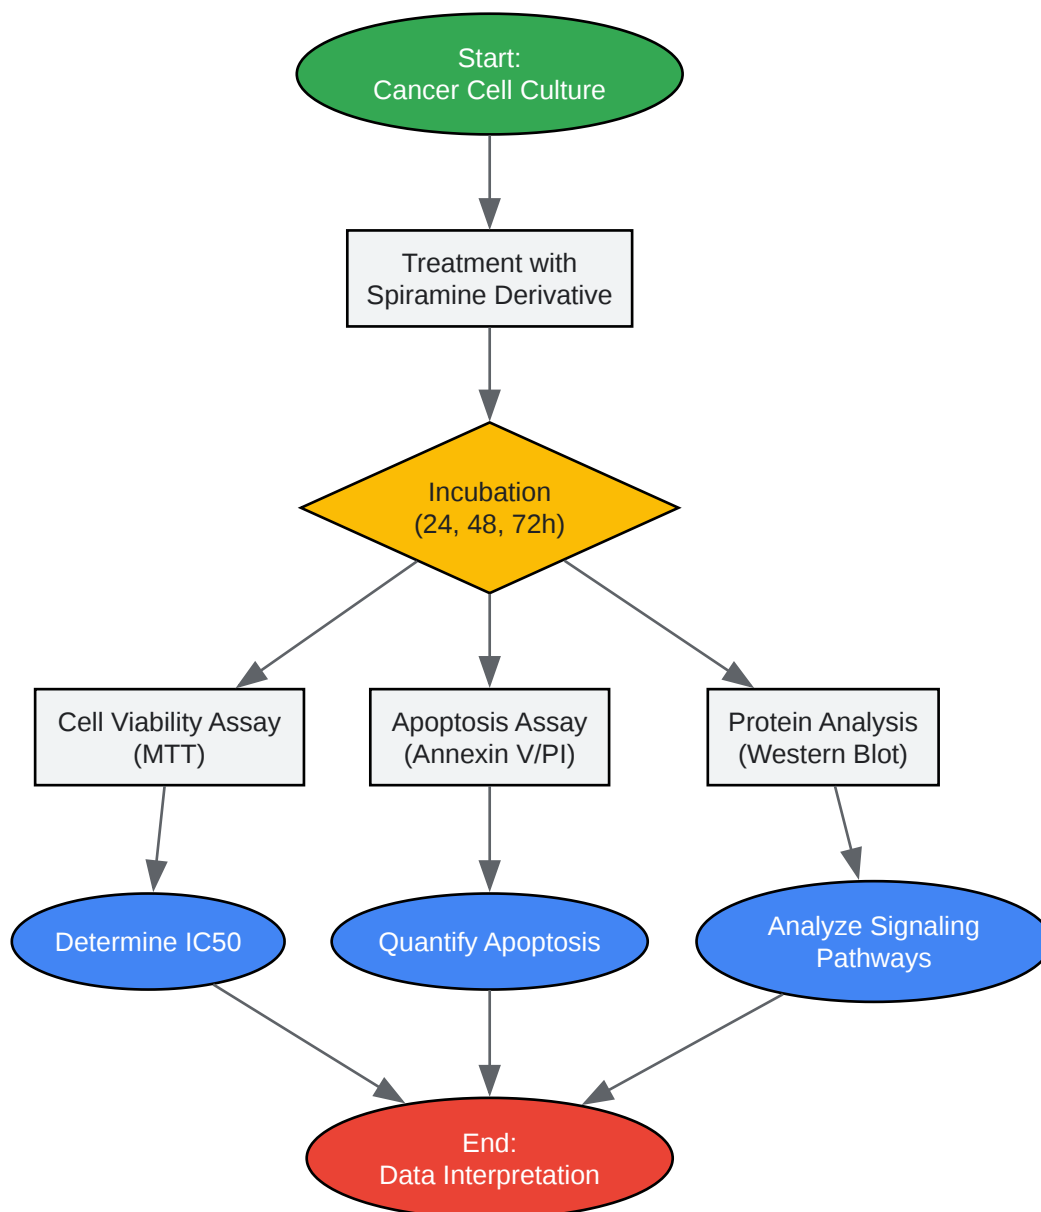 Start:
Cancer Cell Culture
Treatment with
Spiramine Derivative
Incubation
(24, 48, 72h)
Cell Viability Assay
(MTT)
Apoptosis Assay
(Annexin V/PI)
Protein Analysis
(Western Blot)
Determine IC50
Quantify Apoptosis
Analyze Signaling
Pathways
End:
Data Interpretation